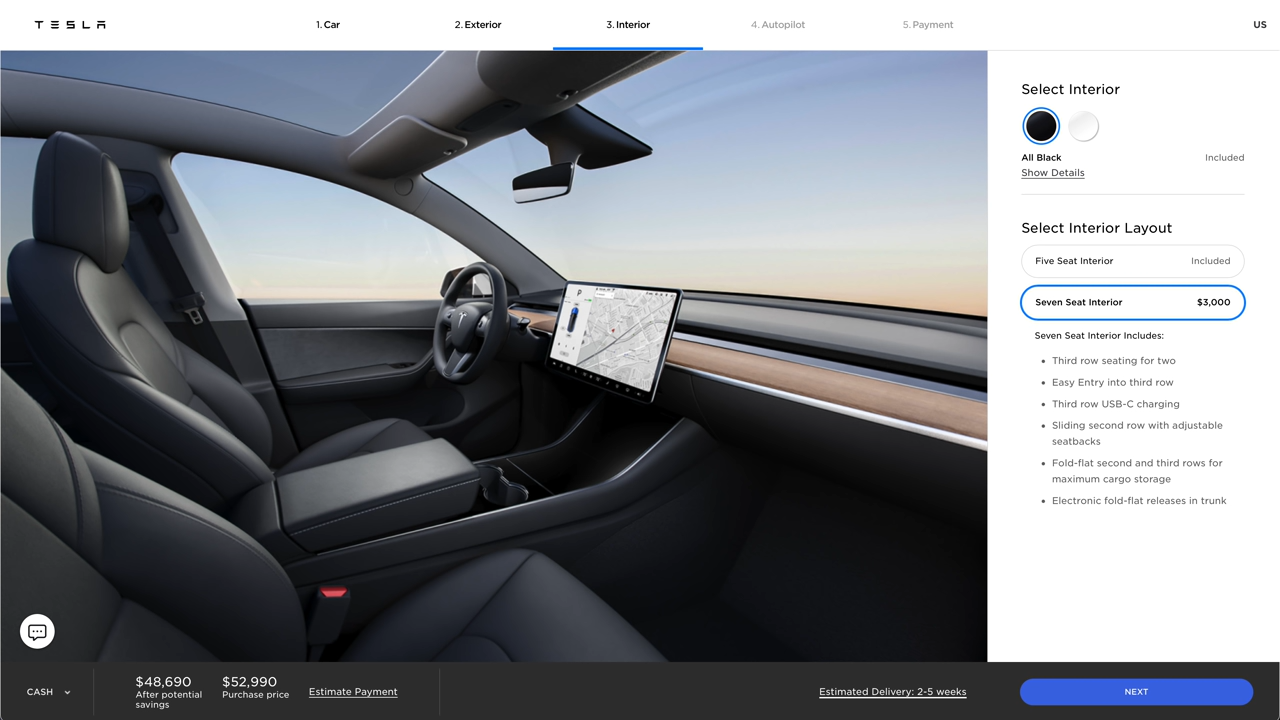 TESLA
1. Car
2. Exterior
3. Interior
4. Autopilot
5. Payment
US
Select Interior
All Black
Included
Show Details
Select Interior Layout
Five Seat Interior
Included
Seven Seat Interior
$3,000
Seven Seat Interior Includes:
• Third row seating for two
• Easy Entry into third row
• Third row USB-C charging
• Sliding second row with adjustable
seatbacks
• Fold-flat second and third rows for
maximum cargo storage
• Electronic fold-flat releases in trunk
P
CASH
$48,690
After potential
savings
$52,990
Purchase price
Estimate Payment
Estimated Delivery: 2-5 weeks
NEXT